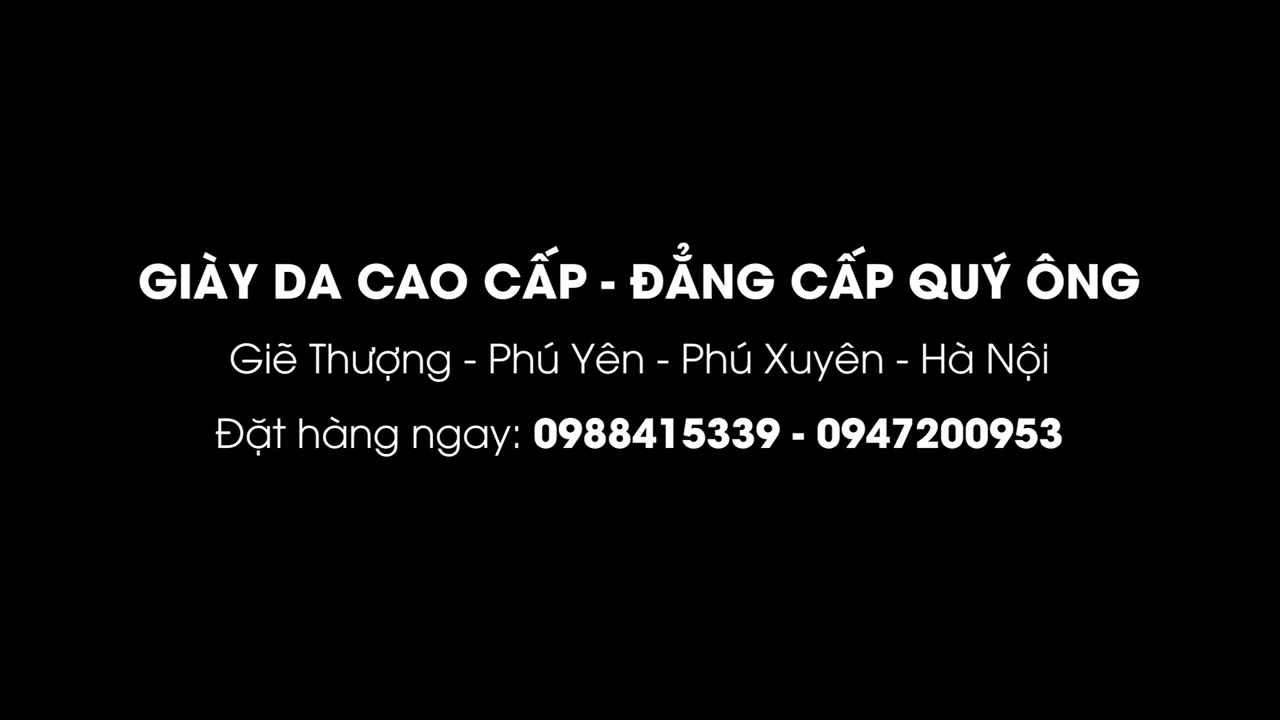 GIÀY DA CAO CẤP - ĐẲNG CẤP QUÝ ÔNG
Giẽ Thượng - Phú Yên - Phú Xuyên - Hà Nội
Đặt hàng ngay: 0988415339 - 0947200953